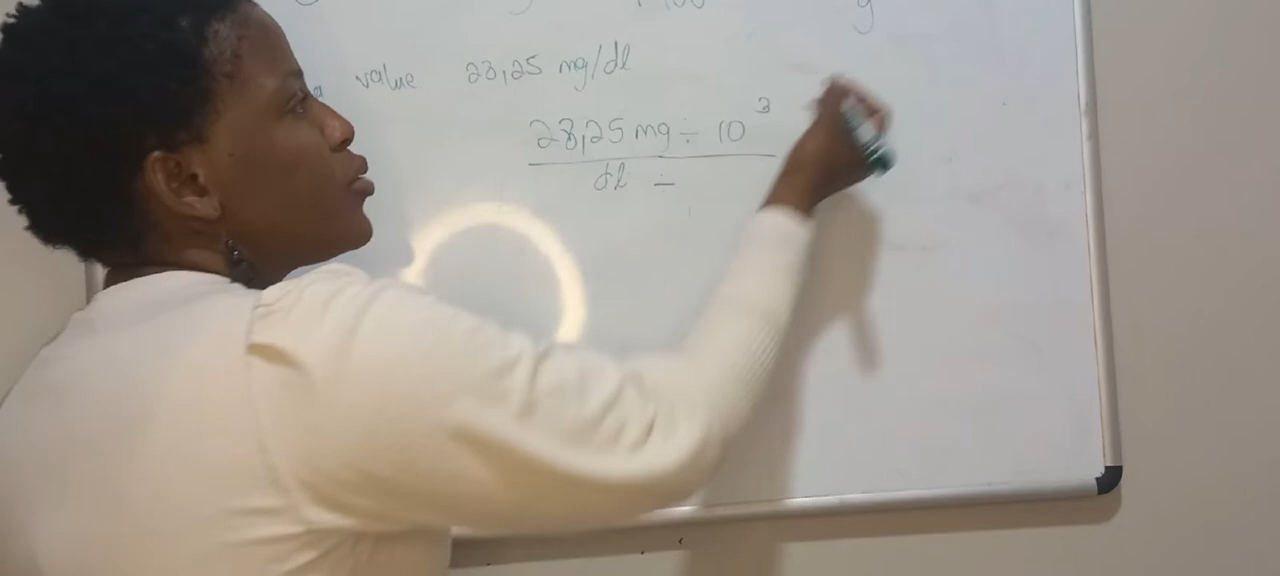 a value 28,25 mg/dl
28,25 mg ÷ 10³
dl ÷